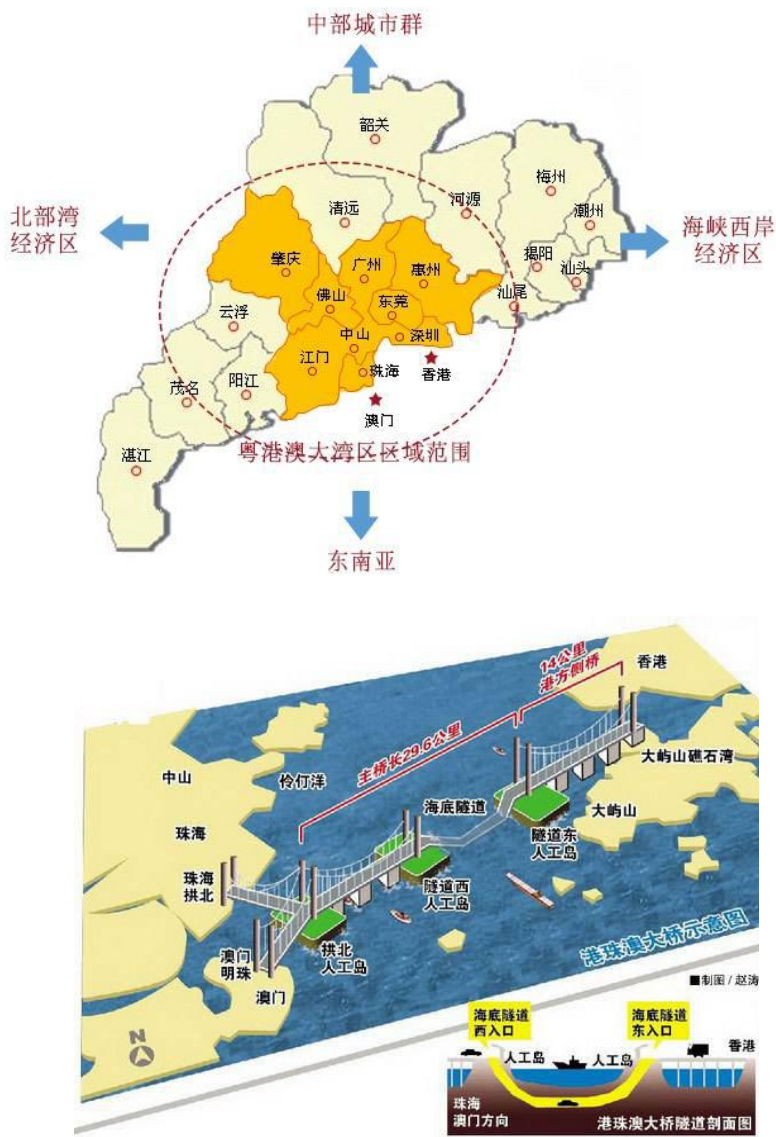 中部城市群
韶关
梅州
河源
潮州
清远
北部湾
经济区
海峡西岸
经济区
揭阳
汕头
肇庆
广州
惠州
佛山
东莞
汕尾
云浮
中山
深圳
江门
珠海
香港
茂名
阳江
澳门
粤港澳大湾区区域范围
湛江
东南亚
14公里
港方侧桥
香港
主桥长29.6公里
中山
伶仃洋
大屿山礁石湾
海底隧道
大屿山
珠海
隧道东
人工岛
珠海
拱北
隧道西
人工岛
澳门
明珠
拱北
人工岛
澳门
港珠澳大桥示意图
■制图/赵涛
N
海底隧道
西入口
海底隧道
东入口
人工岛
人工岛
香港
珠海
澳门方向
港珠澳大桥隧道剖面图